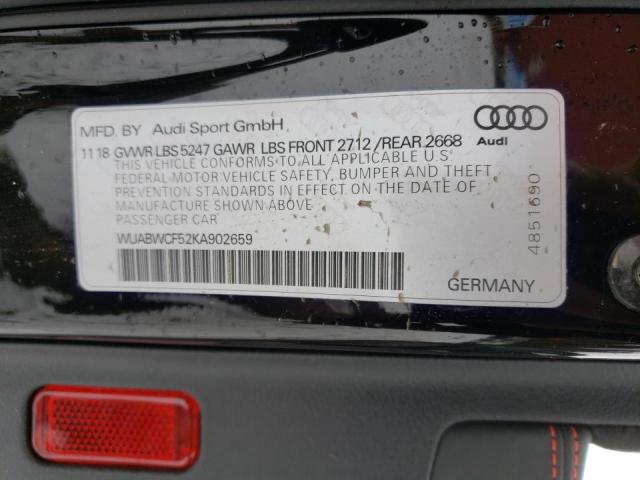 MFD. BY Audi Sport GmbH
Audi
11 18 GVWR LBS 5247 GAWR LBS FRONT 2712 /REAR 2668
THIS VEHICLE CONFORMS TO ALL APPLICABLE U.S.
FEDERAL MOTOR VEHICLE SAFETY, BUMPER AND THEFT
PREVENTION STANDARDS IN EFFECT ON THE DATE OF
MANUFACTURE SHOWN ABOVE
PASSENGER CAR
WUABWCF52KA902659
GERMANY
4851690